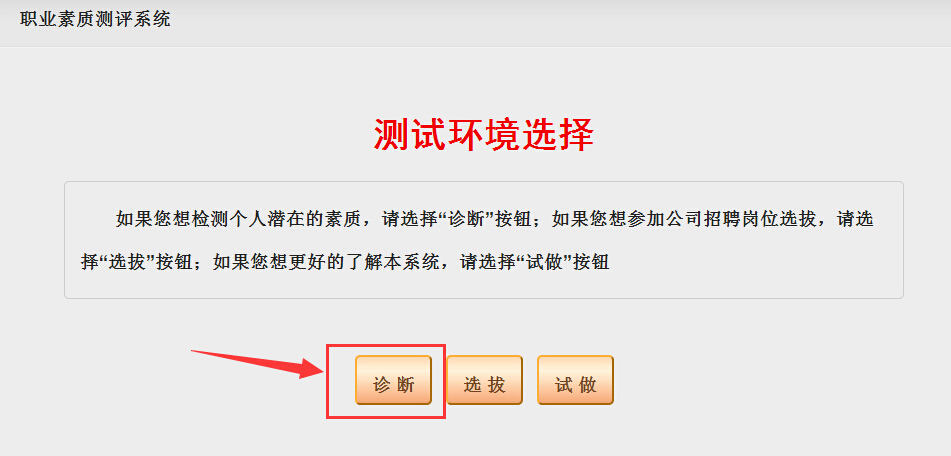 职业素质测评系统
测试环境选择
如果您想检测个人潜在的素质，请选择“诊断”按钮；如果您想参加公司招聘岗位选拔，请选
择“选拔”按钮；如果您想更好的了解本系统，请选择“试做”按钮
诊断 选拔 试做